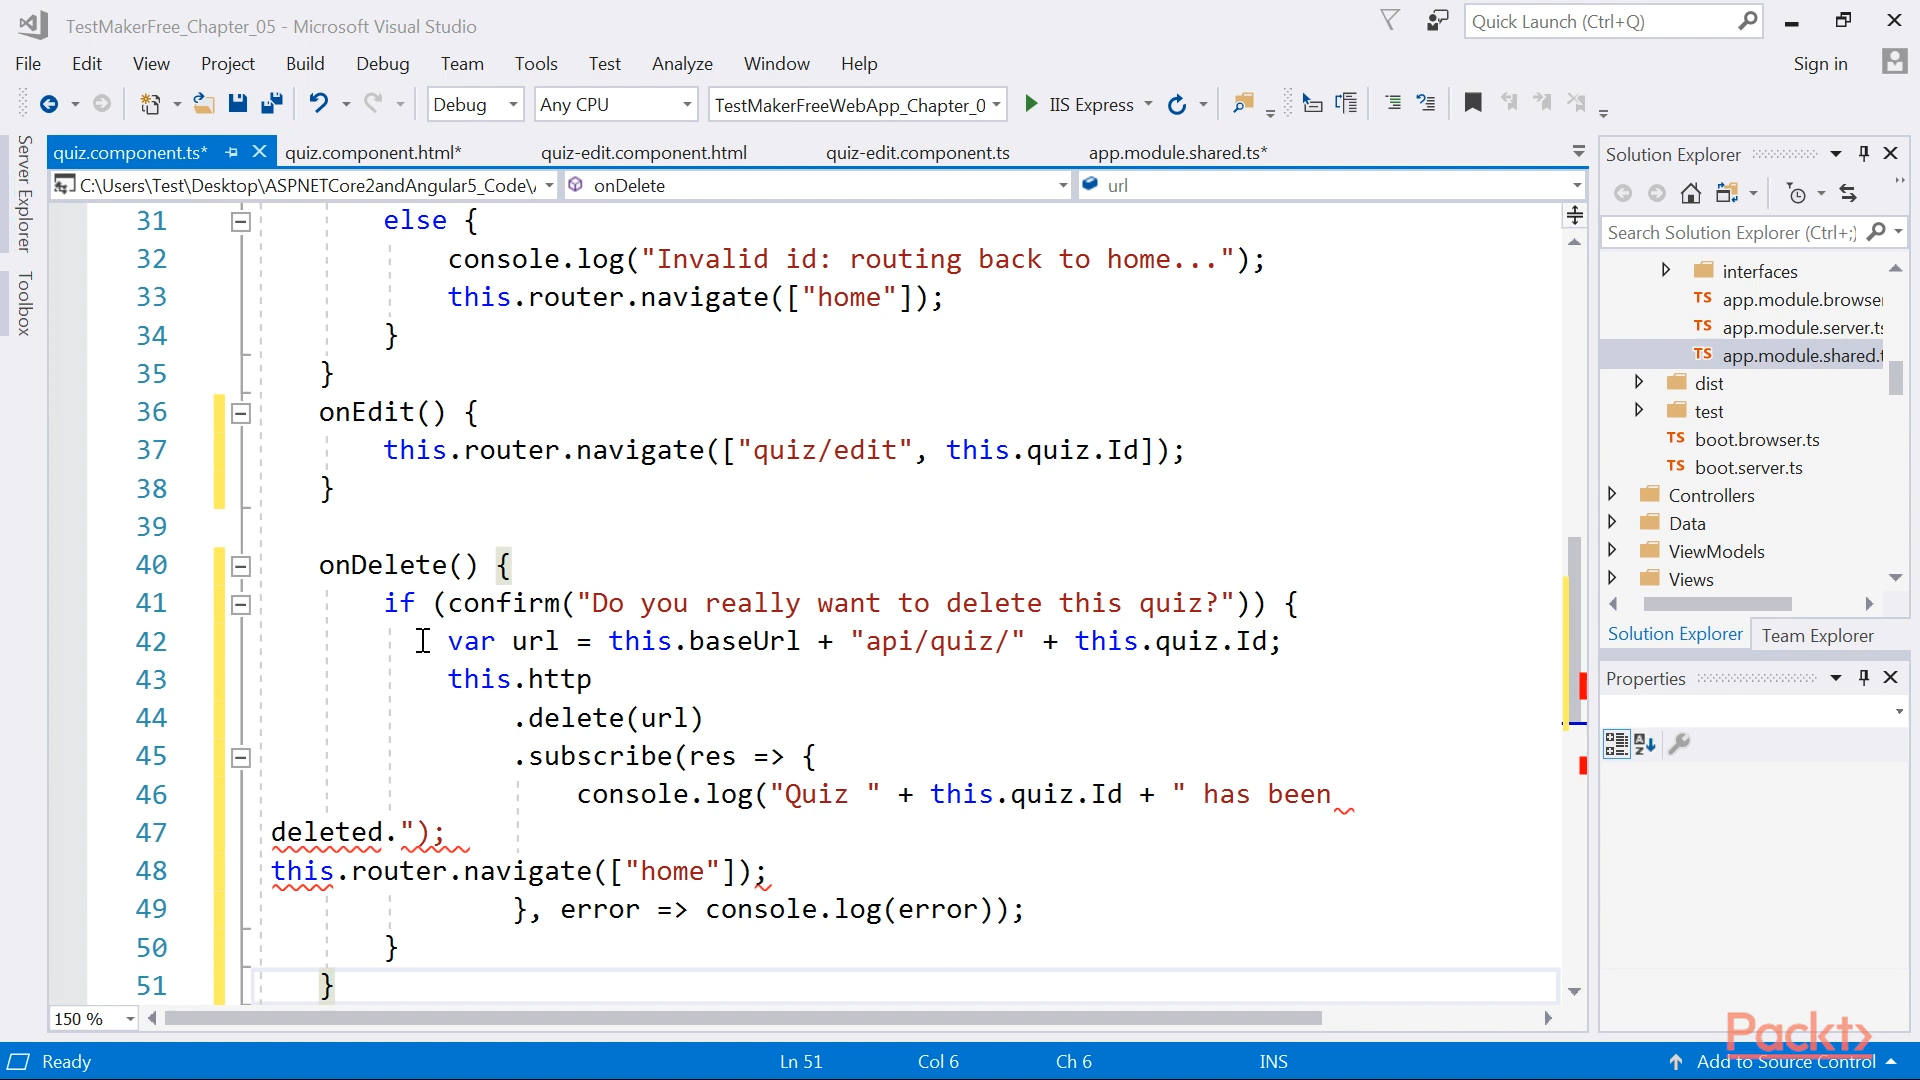 TestMakerFree_Chapter_05 - Microsoft Visual Studio
Quick Launch (Ctrl+Q)
File Edit View Project Build Debug Team Tools Test Analyze Window Help
Sign in
Debug Any CPU TestMakerFreeWebApp_Chapter_0 IIS Express
Server Explorer
Toolbox
quiz.component.ts* quiz.component.html* quiz-edit.component.html quiz-edit.component.ts app.module.shared.ts*
C:\Users\Test\Desktop\ASPNETCore2andAngular5_Code\ onDelete url
31 else {
32 console.log("Invalid id: routing back to home...");
33 this.router.navigate(["home"]);
34 }
35 }
36 onEdit() {
37 this.router.navigate(["quiz/edit", this.quiz.Id]);
38 }
39
40 onDelete() {
41 if (confirm("Do you really want to delete this quiz?")) {
42 var url = this.baseUrl + "api/quiz/" + this.quiz.Id;
43 this.http
44 .delete(url)
45 .subscribe(res => {
46 console.log("Quiz " + this.quiz.Id + " has been
47 deleted.");
48 this.router.navigate(["home"]);
49 }, error => console.log(error));
50 }
51 }
150 %
Solution Explorer
Search Solution Explorer (Ctrl+;)
interfaces
TS app.module.browser
TS app.module.server.ts
TS app.module.shared.t
dist
test
TS boot.browser.ts
TS boot.server.ts
Controllers
Data
ViewModels
Views
Solution Explorer Team Explorer
Properties
Packt>
Ready Ln 51 Col 6 Ch 6 INS Add to Source Control